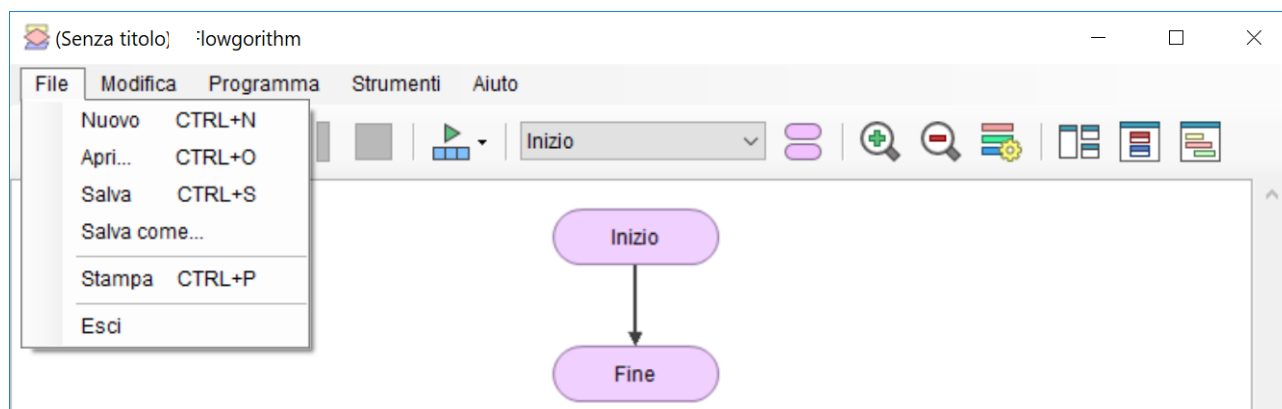 (Senza titolo) Flowgorithm
File Modifica Programma Strumenti Aiuto
Nuovo CTRL+N
Apri... CTRL+O
Salva CTRL+S
Salva come...
Stampa CTRL+P
Esci
Inizio
Inizio
Fine